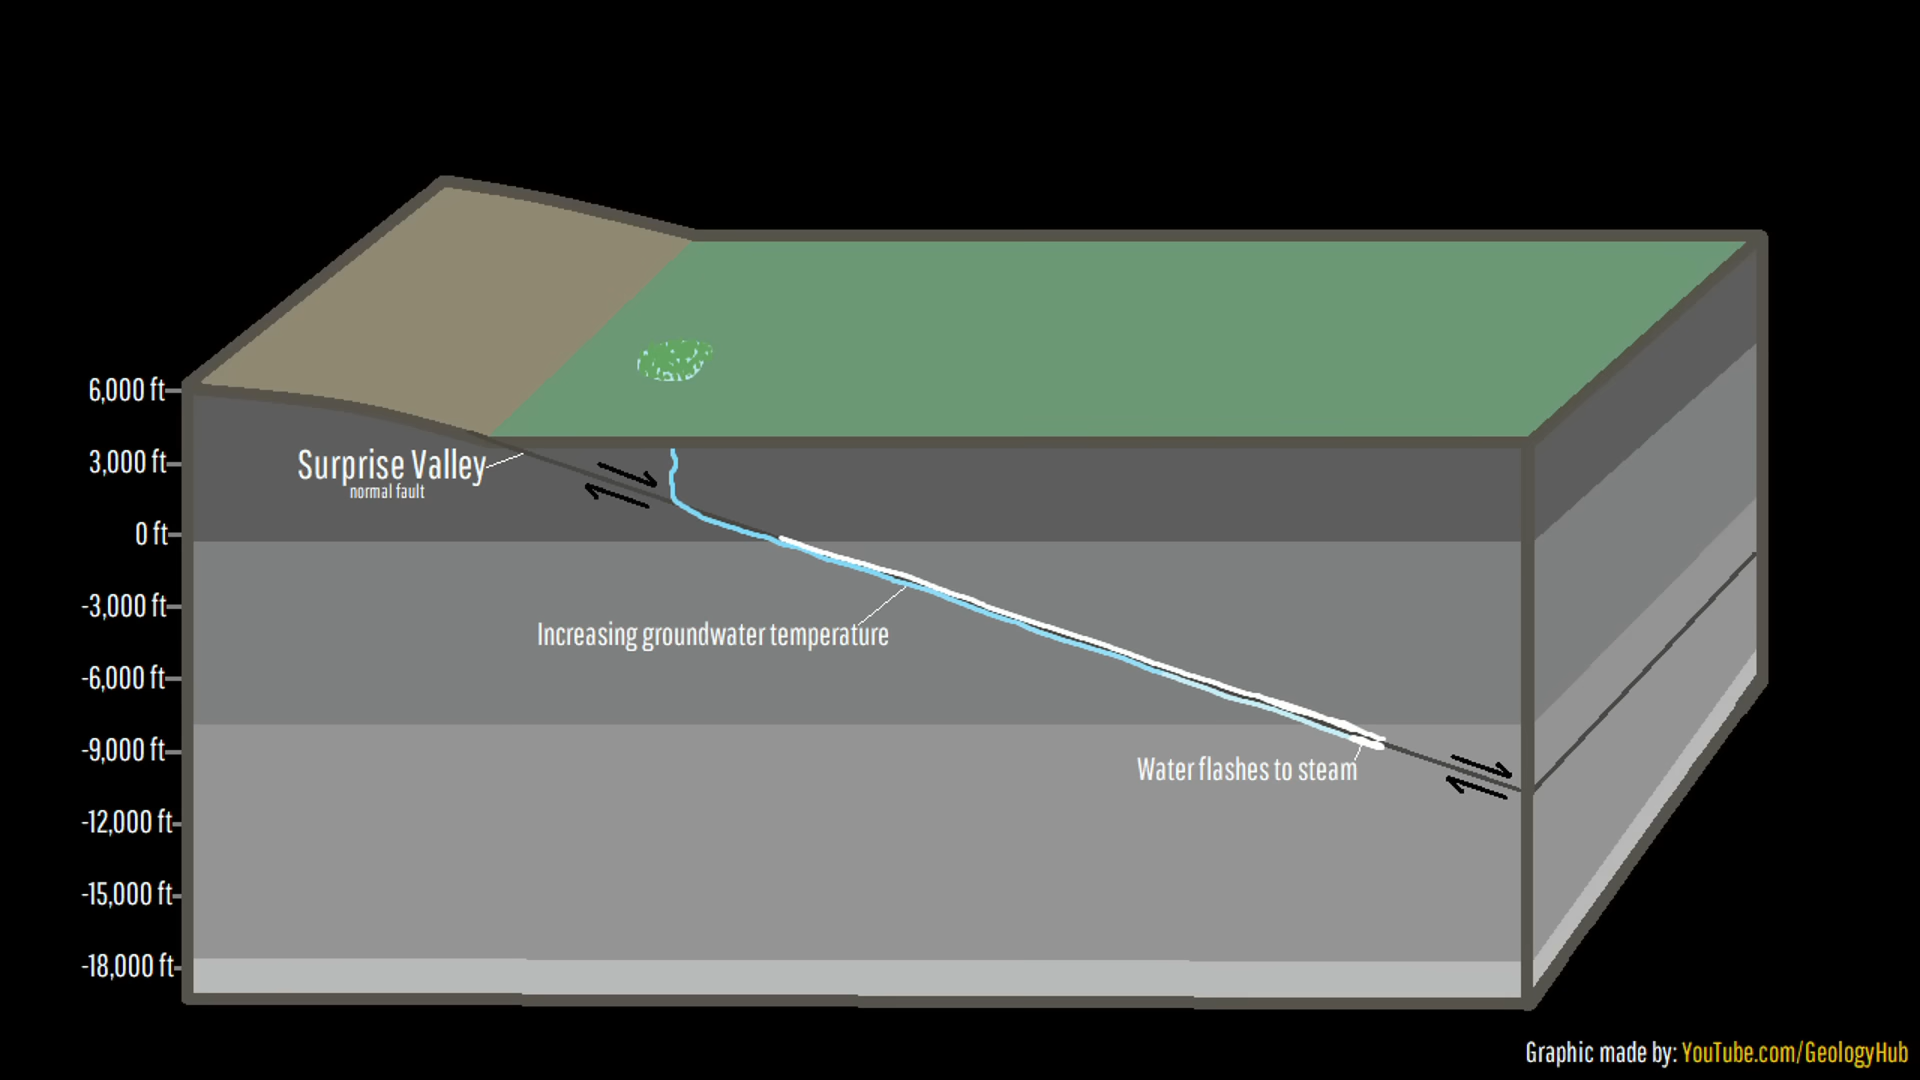 6,000 ft
3,000 ft
Surprise Valley
normal fault
0 ft
-3,000 ft
Increasing groundwater temperature
-6,000 ft
-9,000 ft
Water flashes to steam
-12,000 ft
-15,000 ft
-18,000 ft
Graphic made by: YouTube.com/GeologyHub